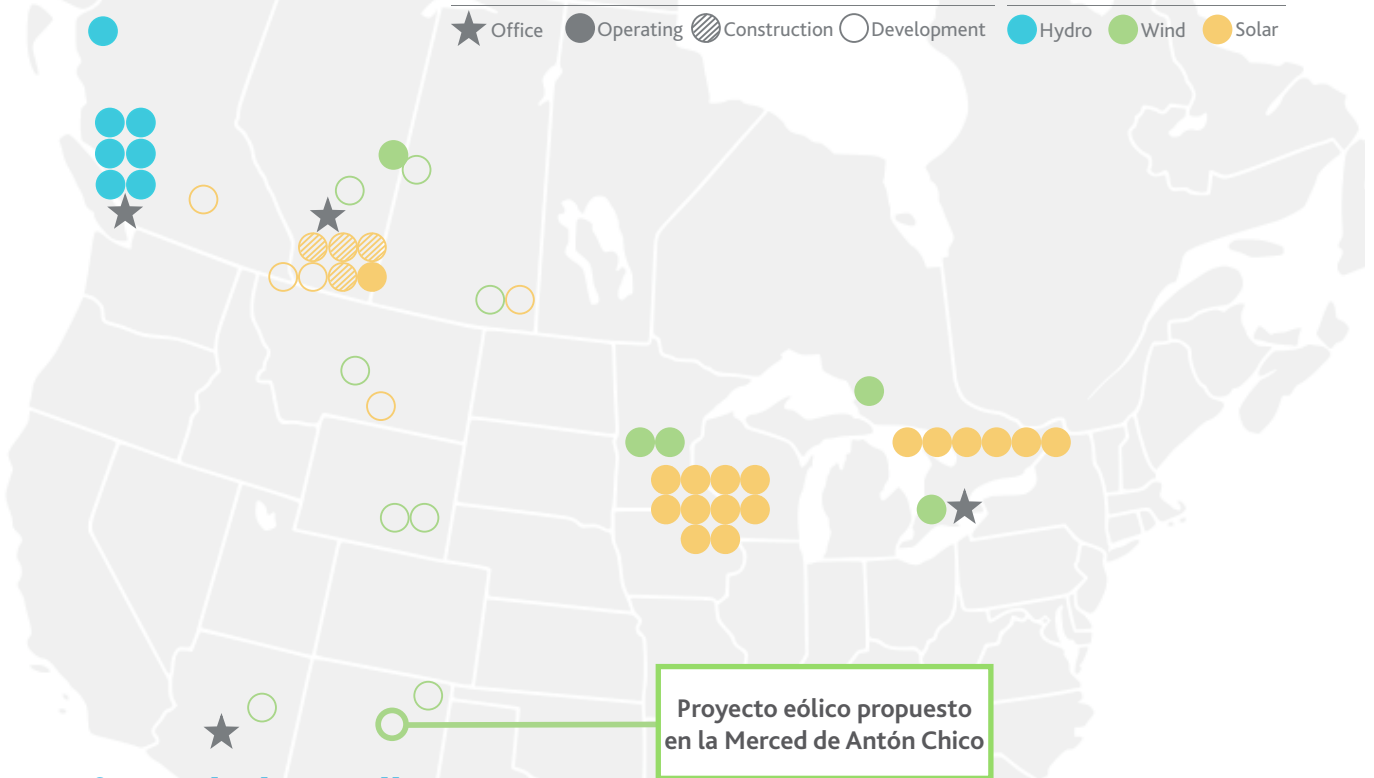 Office Operating Construction Development Hydro Wind Solar
Proyecto eólico propuesto
en la Merced de Antón Chico